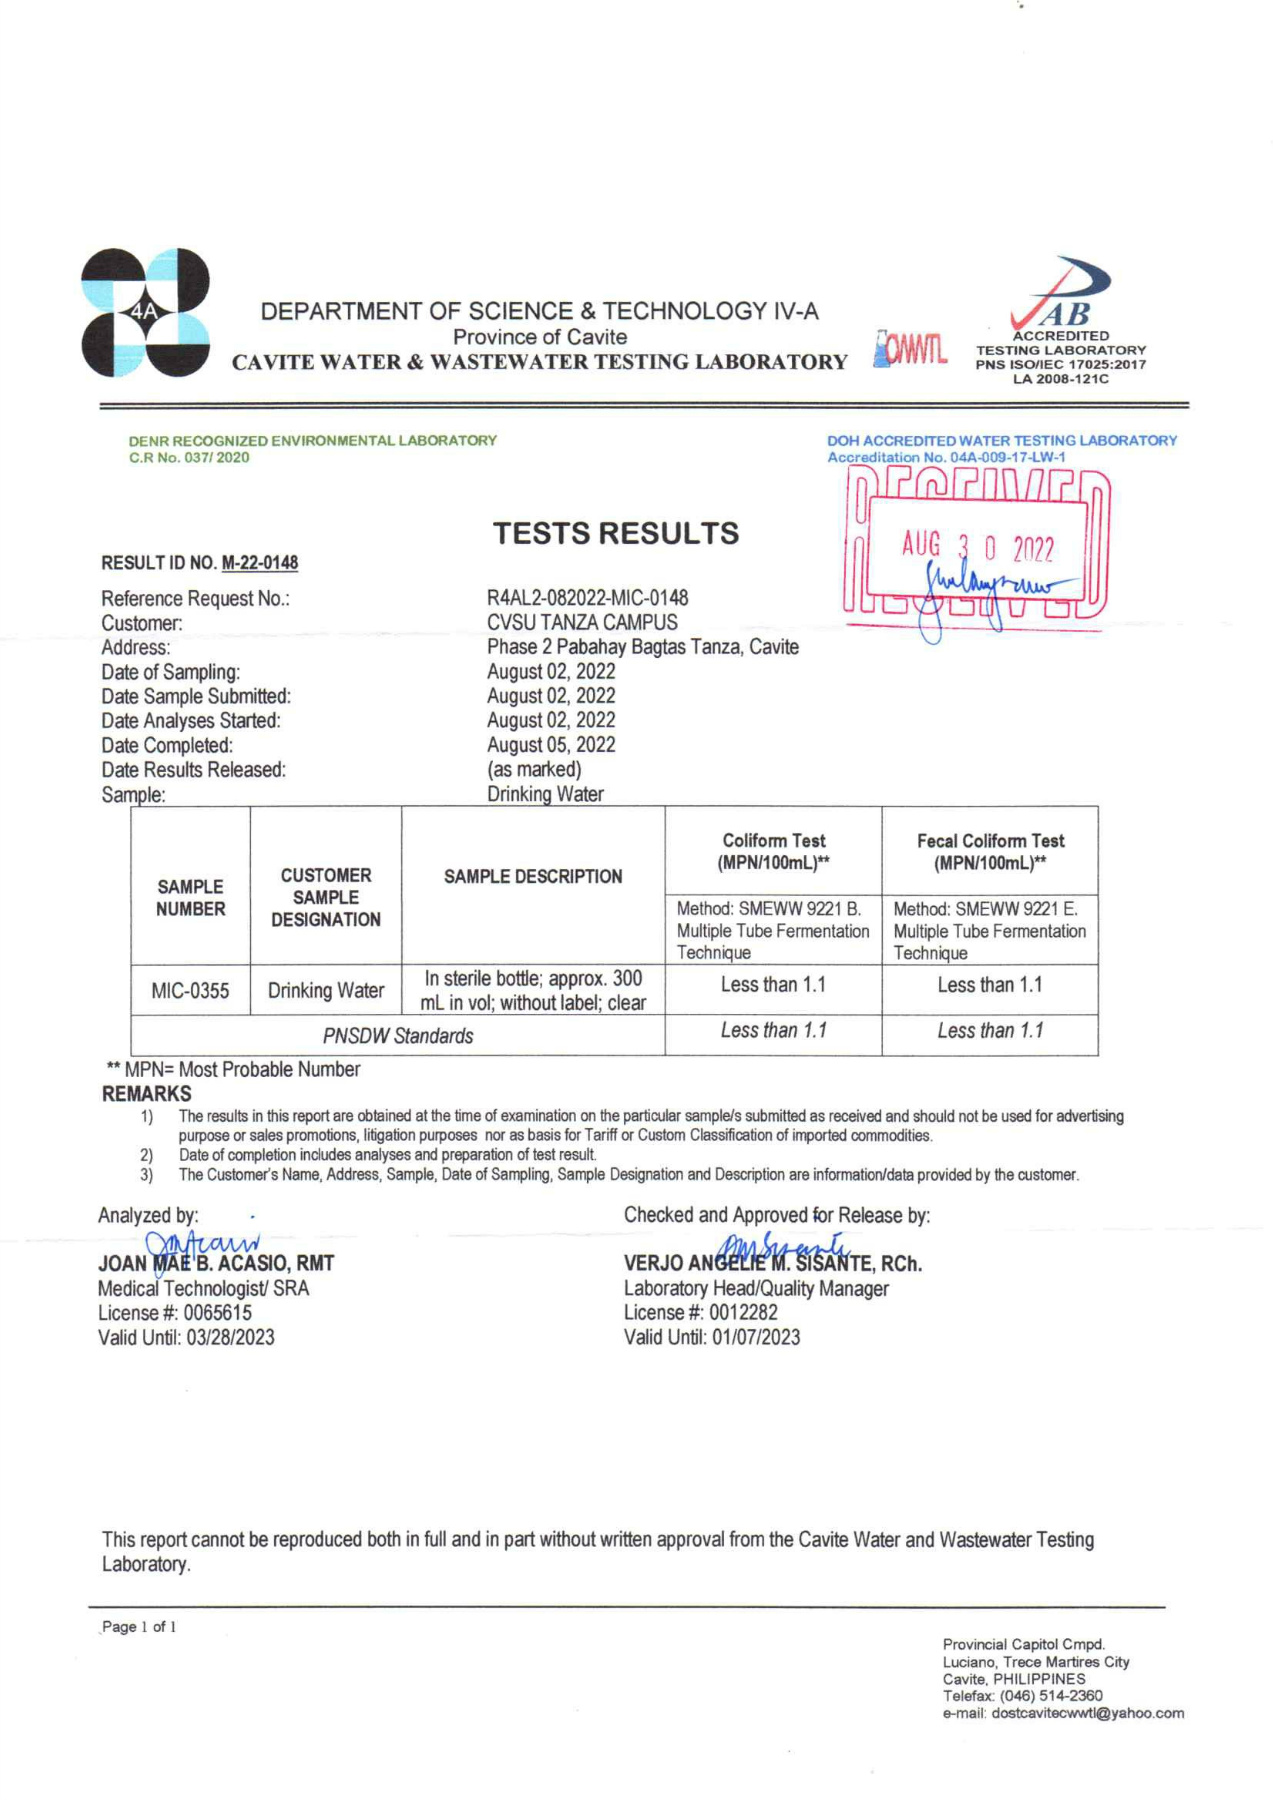 4A
DEPARTMENT OF SCIENCE & TECHNOLOGY IV-A
Province of Cavite
CAVITE WATER & WASTEWATER TESTING LABORATORY
CWWTL
AB
ACCREDITED
TESTING LABORATORY
PNS ISO/IEC 17025:2017
LA 2008-121C
DENR RECOGNIZED ENVIRONMENTAL LABORATORY
C.R No. 037/ 2020
DOH ACCREDITED WATER TESTING LABORATORY
Accreditation No. 04A-009-17-LW-1
RECEIVED
AUG 30 2022
RECEIVED
TESTS RESULTS
RESULT ID NO. M-22-0148
Reference Request No.: R4AL2-082022-MIC-0148
Customer: CVSU TANZA CAMPUS
Address: Phase 2 Pabahay Bagtas Tanza, Cavite
Date of Sampling: August 02, 2022
Date Sample Submitted: August 02, 2022
Date Analyses Started: August 02, 2022
Date Completed: August 05, 2022
Date Results Released: (as marked)
Sample: Drinking Water
SAMPLE
NUMBER
CUSTOMER
SAMPLE
DESIGNATION
SAMPLE DESCRIPTION
Coliform Test
(MPN/100mL)**
Fecal Coliform Test
(MPN/100mL)**
Method: SMEWW 9221 B.
Multiple Tube Fermentation
Technique
Method: SMEWW 9221 E.
Multiple Tube Fermentation
Technique
MIC-0355
Drinking Water
In sterile bottle; approx. 300
mL in vol; without label; clear
Less than 1.1
Less than 1.1
PNSDW Standards
Less than 1.1
Less than 1.1
** MPN= Most Probable Number
REMARKS
1) The results in this report are obtained at the time of examination on the particular sample/s submitted as received and should not be used for advertising
purpose or sales promotions, litigation purposes nor as basis for Tariff or Custom Classification of imported commodities.
2) Date of completion includes analyses and preparation of test result.
3) The Customer's Name, Address, Sample, Date of Sampling, Sample Designation and Description are information/data provided by the customer.
Analyzed by:
JOAN MAE B. ACASIO, RMT
Medical Technologist/ SRA
License #: 0065615
Valid Until: 03/28/2023
Checked and Approved for Release by:
VERJO ANGELIE M. SISANTE, RCh.
Laboratory Head/Quality Manager
License #: 0012282
Valid Until: 01/07/2023
This report cannot be reproduced both in full and in part without written approval from the Cavite Water and Wastewater Testing
Laboratory.
Page 1 of 1
Provincial Capitol Cmpd.
Luciano, Trece Martires City
Cavite, PHILIPPINES
Telefax: (046) 514-2360
e-mail: dostcavitecwwtl@yahoo.com